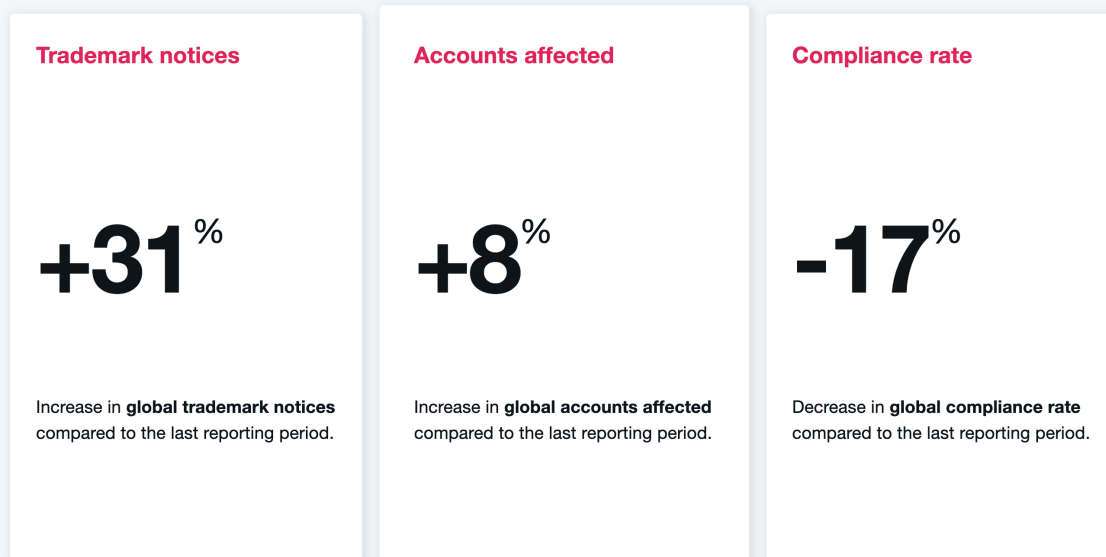 Trademark notices
+31%
Increase in global trademark notices
compared to the last reporting period.
Accounts affected
+8%
Increase in global accounts affected
compared to the last reporting period.
Compliance rate
-17%
Decrease in global compliance rate
compared to the last reporting period.